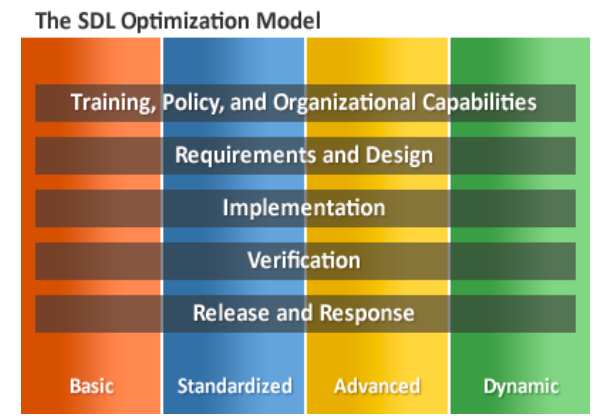 The SDL Optimization Model
Training, Policy, and Organizational Capabilities
Requirements and Design
Implementation
Verification
Release and Response
Basic
Standardized
Advanced
Dynamic